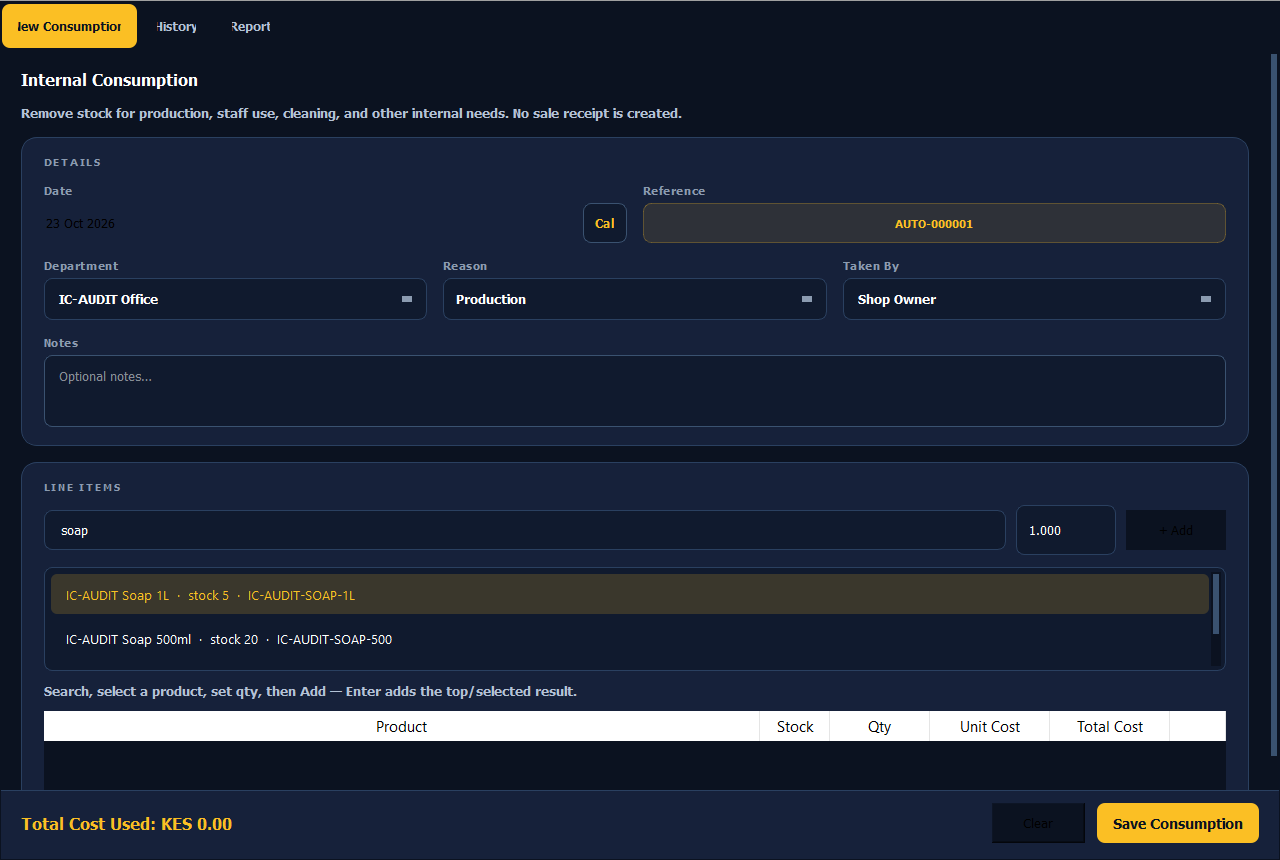 New Consumption History Report
Internal Consumption
Remove stock for production, staff use, cleaning, and other internal needs. No sale receipt is created.
DETAILS
Date Reference
23 Oct 2026 Cal AUTO-000001
Department Reason Taken By
IC-AUDIT Office Production Shop Owner
Notes
Optional notes...
LINE ITEMS
soap 1.000 + Add
IC-AUDIT Soap 1L · stock 5 · IC-AUDIT-SOAP-1L
IC-AUDIT Soap 500ml · stock 20 · IC-AUDIT-SOAP-500
Search, select a product, set qty, then Add — Enter adds the top/selected result.
Product Stock Qty Unit Cost Total Cost
Total Cost Used: KES 0.00 Clear Save Consumption